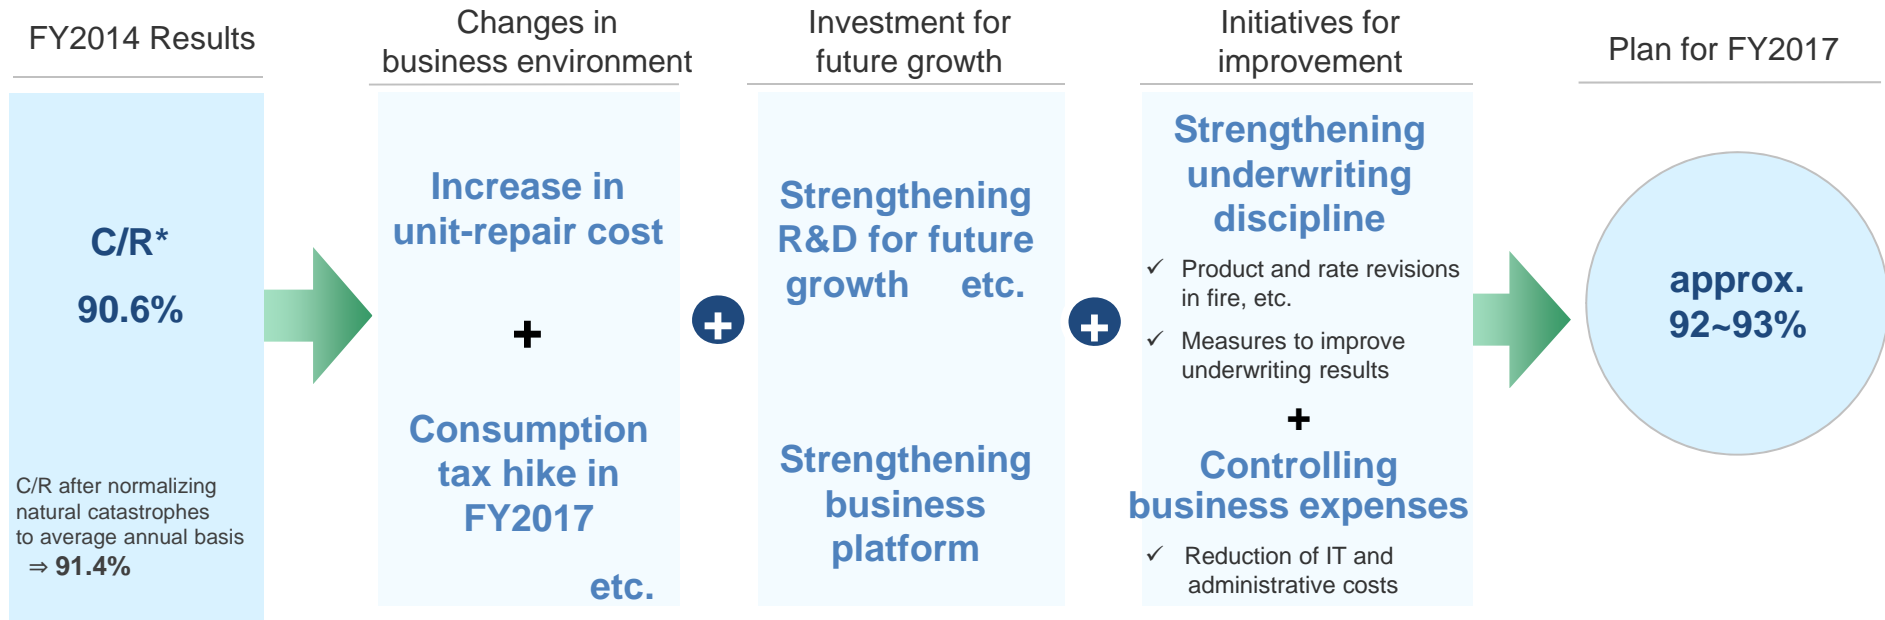 FY2014 Results
C/R*
90.6%
C/R after normalizing
natural catastrophes
to average annual basis
⇒ 91.4%
Changes in
business environment
Increase in
unit-repair cost
+
Consumption
tax hike in
FY2017
etc.
+
Investment for
future growth
Strengthening
R&D for future
growth etc.
Strengthening
business
platform
+
Initiatives for
improvement
Strengthening
underwriting
discipline
✓ Product and rate revisions
in fire, etc.
✓ Measures to improve
underwriting results
+
Controlling
business expenses
✓ Reduction of IT and
administrative costs
Plan for FY2017
approx.
92~93%